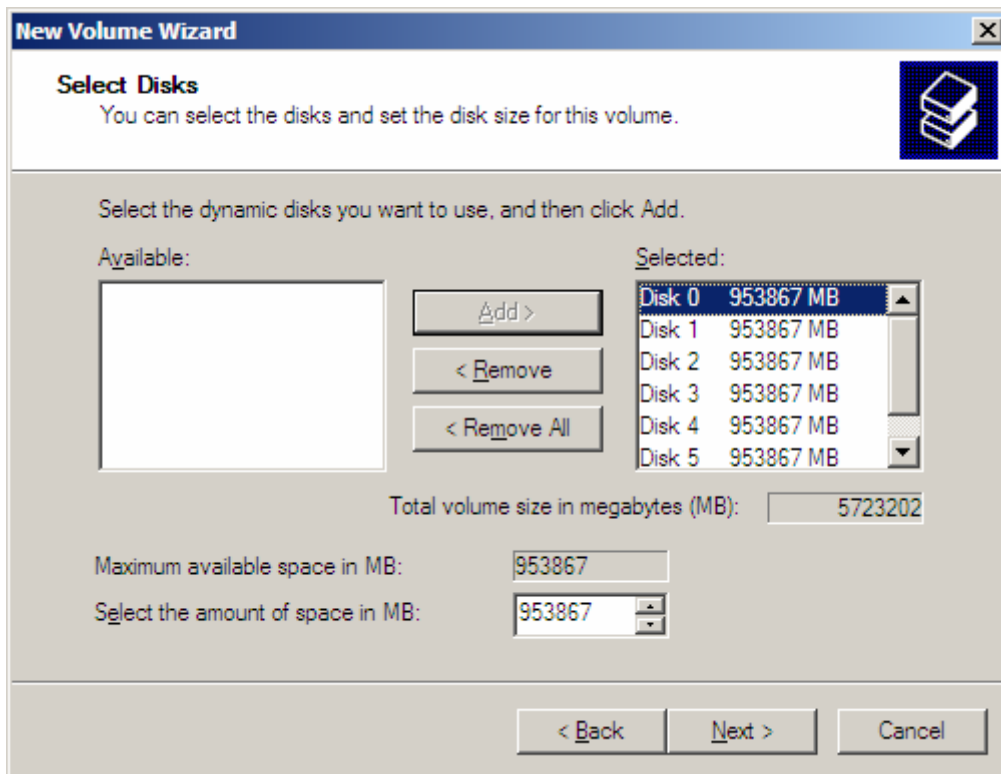 New Volume Wizard
Select Disks
You can select the disks and set the disk size for this volume.
Select the dynamic disks you want to use, and then click Add.
Available:
Selected:
Add >
< Remove
< Remove All
Disk 0 953867 MB
Disk 1 953867 MB
Disk 2 953867 MB
Disk 3 953867 MB
Disk 4 953867 MB
Disk 5 953867 MB
Total volume size in megabytes (MB): 5723202
Maximum available space in MB: 953867
Select the amount of space in MB: 953867
< Back Next > Cancel